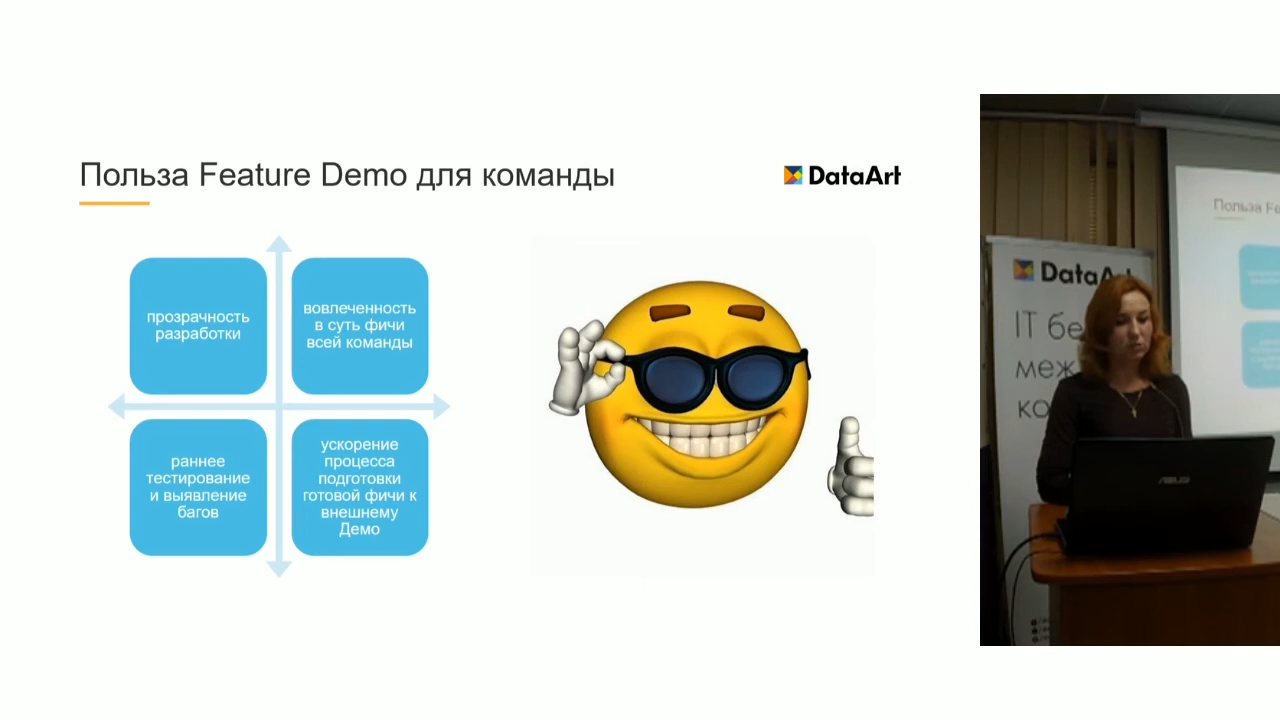 Польза Feature Demo для команды
DataArt
прозрачность
разработки
вовлеченность
в суть фичи
всей команды
раннее
тестирование
и выявление
багов
ускорение
процесса
подготовки
готовой фичи к
внешнему
Демо
Польза Fe
DataArt
IT бе
меж
ко
ASUS